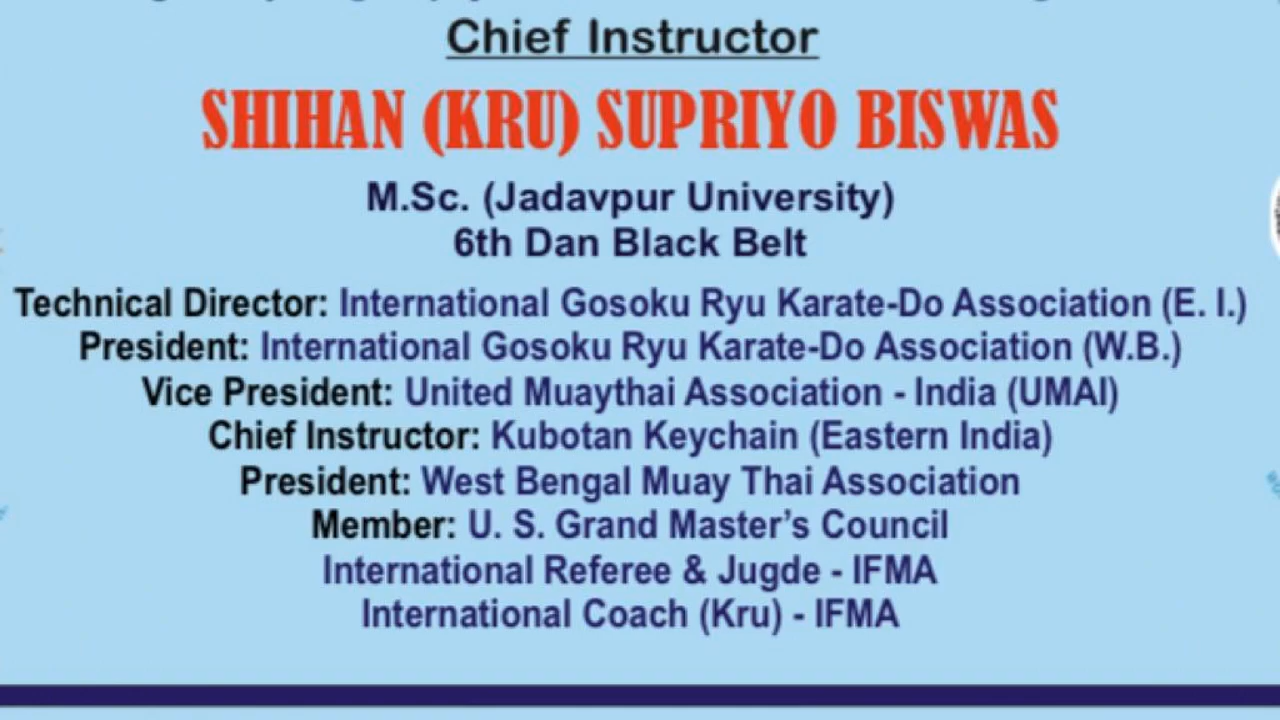 Chief Instructor
SHIHAN (KRU) SUPRIYO BISWAS
M.Sc. (Jadavpur University)
6th Dan Black Belt
Technical Director: International Gosoku Ryu Karate-Do Association (E. I.)
President: International Gosoku Ryu Karate-Do Association (W.B.)
Vice President: United Muaythai Association - India (UMAI)
Chief Instructor: Kubotan Keychain (Eastern India)
President: West Bengal Muay Thai Association
Member: U. S. Grand Master’s Council
International Referee & Jugde - IFMA
International Coach (Kru) - IFMA